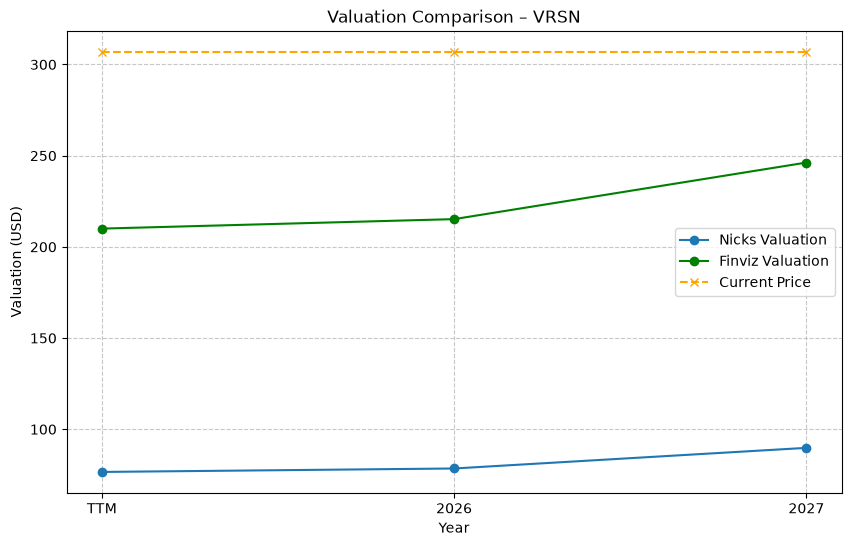 Valuation Comparison – VRSN
300
250
200
150
100
Valuation (USD)
Nicks Valuation
Finviz Valuation
Current Price
TTM
2026
2027
Year